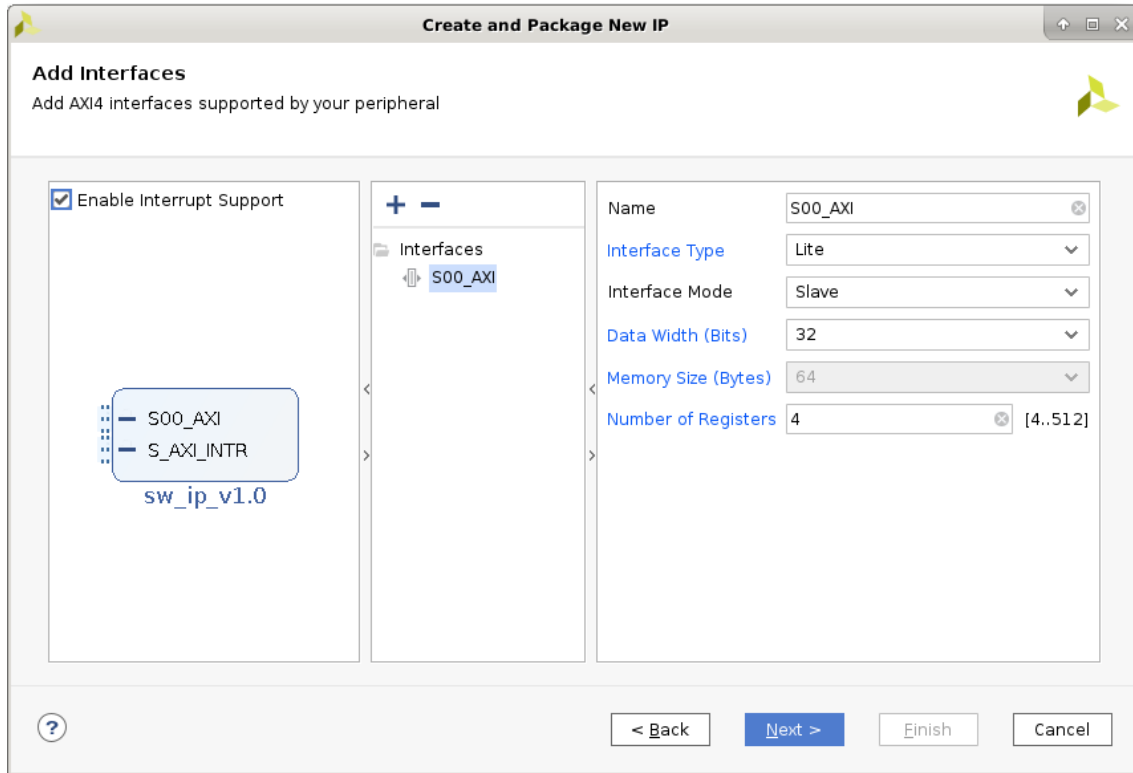 Create and Package New IP
Add Interfaces
Add AXI4 interfaces supported by your peripheral
Enable Interrupt Support
S00_AXI
S_AXI_INTR
sw_ip_v1.0
Interfaces
S00_AXI
Name S00_AXI
Interface Type Lite
Interface Mode Slave
Data Width (Bits) 32
Memory Size (Bytes) 64
Number of Registers 4 [4..512]
? < Back Next > Finish Cancel